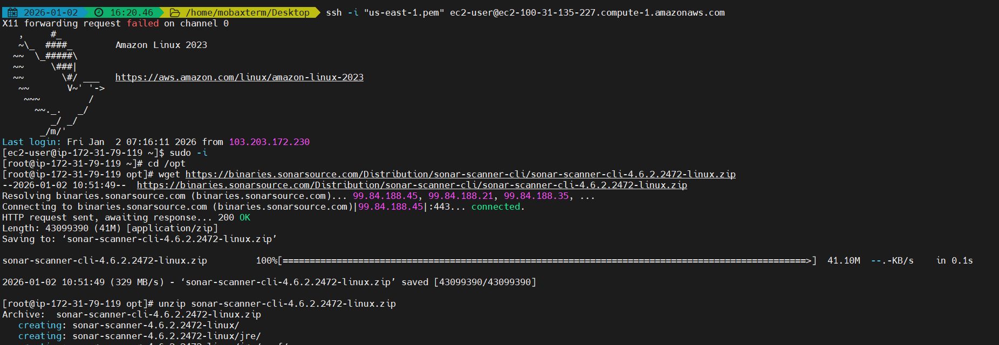 2026-01-02 16:20.46 /home/mobaxterm/Desktop ssh -i "us-east-1.pem" ec2-user@ec2-100-31-135-227.compute-1.amazonaws.com
X11 forwarding request failed on channel 0
   ,     #_
   ~\_  ####_        Amazon Linux 2023
  ~~  \_#####\
  ~~     \###|
  ~~       \#/ ___   https://aws.amazon.com/linux/amazon-linux-2023
   ~~       V~' '->
    ~~~         /
      ~~._.   _/
         _/ _/
       _/m/'
Last login: Fri Jan  2 07:16:11 2026 from 103.203.172.230
[ec2-user@ip-172-31-79-119 ~]$ sudo -i
[root@ip-172-31-79-119 ~]# cd /opt
[root@ip-172-31-79-119 opt]# wget https://binaries.sonarsource.com/Distribution/sonar-scanner-cli/sonar-scanner-cli-4.6.2.2472-linux.zip
--2026-01-02 10:51:49--  https://binaries.sonarsource.com/Distribution/sonar-scanner-cli/sonar-scanner-cli-4.6.2.2472-linux.zip
Resolving binaries.sonarsource.com (binaries.sonarsource.com)... 99.84.188.45, 99.84.188.21, 99.84.188.35, ...
Connecting to binaries.sonarsource.com (binaries.sonarsource.com)|99.84.188.45|:443... connected.
HTTP request sent, awaiting response... 200 OK
Length: 43099390 (41M) [application/zip]
Saving to: ‘sonar-scanner-cli-4.6.2.2472-linux.zip’
sonar-scanner-cli-4.6.2.2472-linux.zip         100%[=================================================================================================>]  41.10M  --.-KB/s    in 0.1s
2026-01-02 10:51:49 (329 MB/s) - ‘sonar-scanner-cli-4.6.2.2472-linux.zip’ saved [43099390/43099390]
[root@ip-172-31-79-119 opt]# unzip sonar-scanner-cli-4.6.2.2472-linux.zip
Archive:  sonar-scanner-cli-4.6.2.2472-linux.zip
   creating: sonar-scanner-4.6.2.2472-linux/
   creating: sonar-scanner-4.6.2.2472-linux/jre/